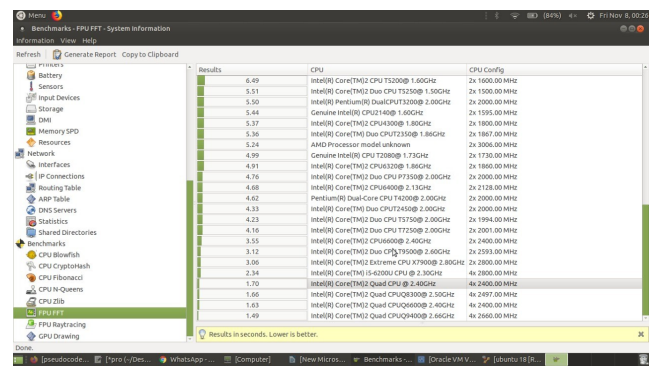 Menu
(84%) Fri Nov 8, 00:26
Benchmarks - FPU FFT - System Information
Information View Help
Refresh Generate Report Copy to Clipboard
Printers
Battery
Sensors
Input Devices
Storage
DMI
Memory SPD
Resources
Network
Interfaces
IP Connections
Routing Table
ARP Table
DNS Servers
Statistics
Shared Directories
Benchmarks
CPU Blowfish
CPU CryptoHash
CPU Fibonacci
CPU N-Queens
CPU Zlib
FPU FFT
FPU Raytracing
GPU Drawing
Results CPU CPU Config
6.49 Intel(R) Core(TM)2 CPU T5200@ 1.60GHz 2x 1600.00 MHz
5.51 Intel(R) Core(TM)2 Duo CPU T5250@ 1.50GHz 2x 1500.00 MHz
5.50 Intel(R) Pentium(R) DualCPUT3200@ 2.00GHz 2x 2000.00 MHz
5.44 Genuine Intel(R) CPU2140@ 1.60GHz 2x 1595.00 MHz
5.37 Intel(R) Core(TM)2 CPU4300@ 1.80GHz 2x 1800.00 MHz
5.36 Intel(R) Core(TM) Duo CPUT2350@ 1.86GHz 2x 1867.00 MHz
5.24 AMD Processor model unknown 2x 3006.00 MHz
4.99 Genuine Intel(R) CPU T2080@ 1.73GHz 2x 1730.00 MHz
4.91 Intel(R) Core(TM)2 CPU6320@ 1.86GHz 2x 1860.00 MHz
4.76 Intel(R) Core(TM)2 Duo CPU P7350@ 2.00GHz 2x 2000.00 MHz
4.68 Intel(R) Core(TM)2 CPU6400@ 2.13GHz 2x 2128.00 MHz
4.62 Pentium(R) Dual-Core CPU T4200@ 2.00GHz 2x 2000.00 MHz
4.33 Intel(R) Core(TM) Duo CPUT2450@ 2.00GHz 2x 2000.00 MHz
4.23 Intel(R) Core(TM)2 Duo CPU T5750@ 2.00GHz 2x 1994.00 MHz
4.16 Intel(R) Core(TM)2 Duo CPU T7250@ 2.00GHz 2x 2001.00 MHz
3.55 Intel(R) Core(TM)2 CPU6600@ 2.40GHz 2x 2400.00 MHz
3.12 Intel(R) Core(TM)2 Duo CPUT9500@ 2.60GHz 2x 2593.00 MHz
3.06 Intel(R) Core(TM)2 Extreme CPU X7900@ 2.80GHz 2x 2800.00 MHz
2.34 Intel(R) Core(TM) i5-6200U CPU @ 2.30GHz 4x 2800.00 MHz
1.70 Intel(R) Core(TM)2 Quad CPU @ 2.40GHz 4x 2400.00 MHz
1.66 Intel(R) Core(TM)2 Quad CPUQ8300@ 2.50GHz 4x 2497.00 MHz
1.63 Intel(R) Core(TM)2 Quad CPUQ6600@ 2.40GHz 4x 2400.00 MHz
1.49 Intel(R) Core(TM)2 Quad CPUQ9400@ 2.66GHz 4x 2660.00 MHz
Results in seconds. Lower is better.
Done.
[pseudocode... [*pro (~/Des... WhatsApp -... [Computer] [New Micros... Benchmarks -... [Oracle VM V... [ubuntu 18 [R...